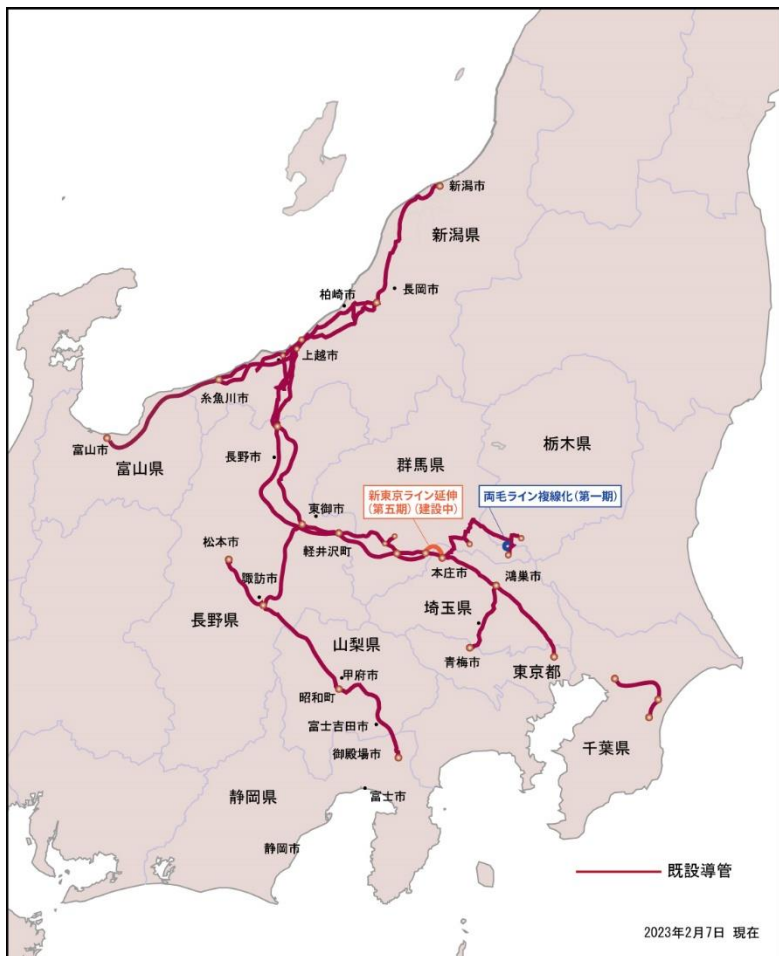 新潟市
新潟県
柏崎市
長岡市
上越市
糸魚川市
富山市
富山県
長野市
群馬県
栃木県
新東京ライン延伸
(第五期)(建設中)
両毛ライン複線化(第一期)
東御市
松本市
軽井沢町
本庄市
鴻巣市
諏訪市
長野県
埼玉県
山梨県
青梅市
東京都
甲府市
昭和町
富士吉田市
御殿場市
千葉県
静岡県
富士市
静岡市
既設導管
2023年2月7日 現在